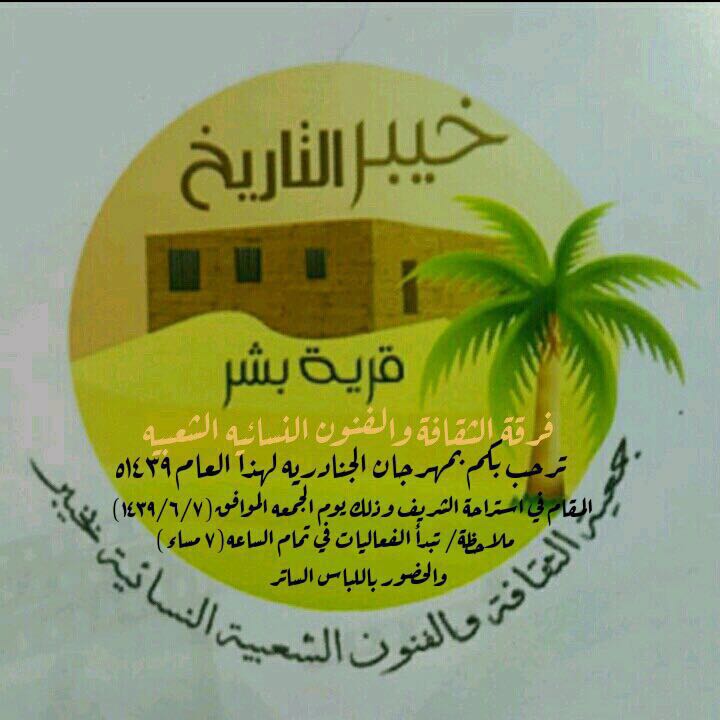 خيبر التاريخ
قرية بشر
فرقة الثقافة والفنون النسائيه الشعبيه
ترحب بكم بمهرجان الجنادريه لهذا العام ١٤٣٩ه
المقام في استراحة الشريف وذلك يوم الجمعه الموافق (١٤٣٩/٦/٧)
ملاحظة/ تبدأ الفعاليات في تمام الساعه (٧ مساء)
والحضور باللباس الساتر
جمعية الثقافة والفنون الشعبية النسائية بخيبر